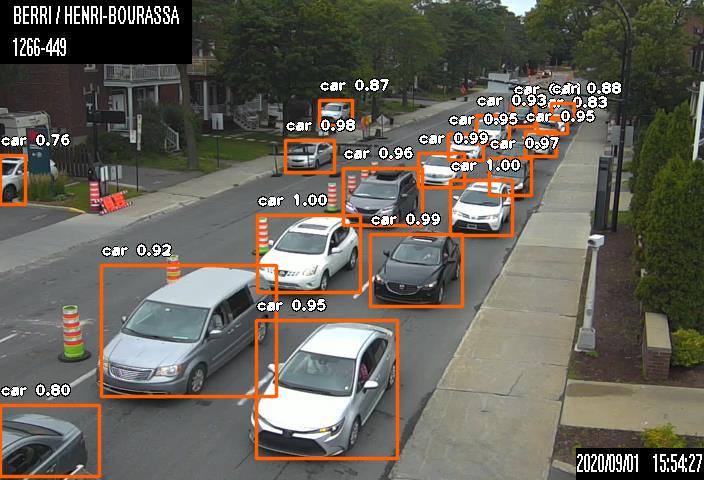 BERRI / HENRI-BOURASSA
1266-449
car 0.87
car 0.88
0.83
car 0.93
car 0.95
0.95
car 0.98
0.99
car 0.97
car 0.76
car 0.96
car 1.00
car 1.00
car 0.99
car 0.92
car 0.95
car 0.80
2020/09/01 15:54:27